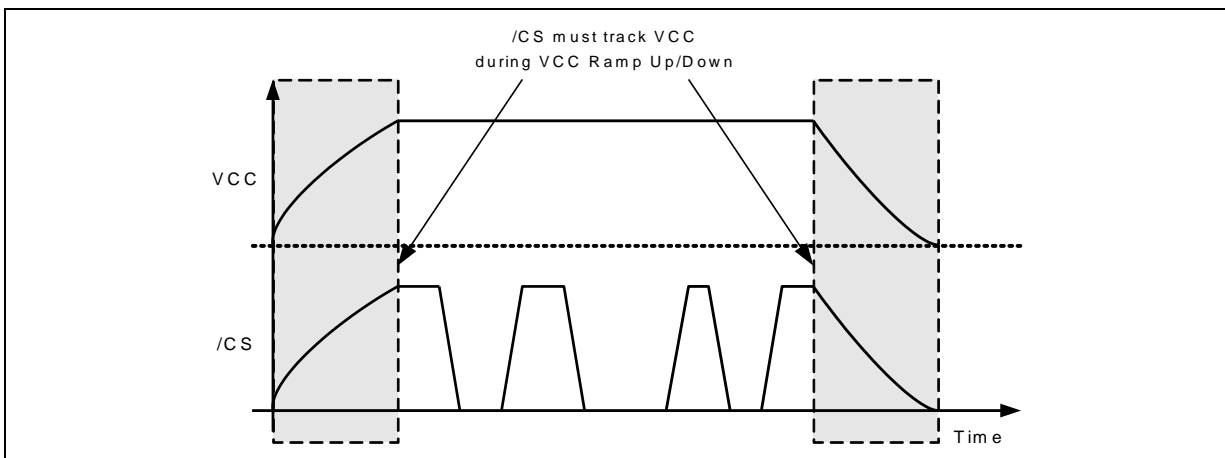 /CS must track VCC
during VCC Ramp Up/Down
VCC
/CS
Time